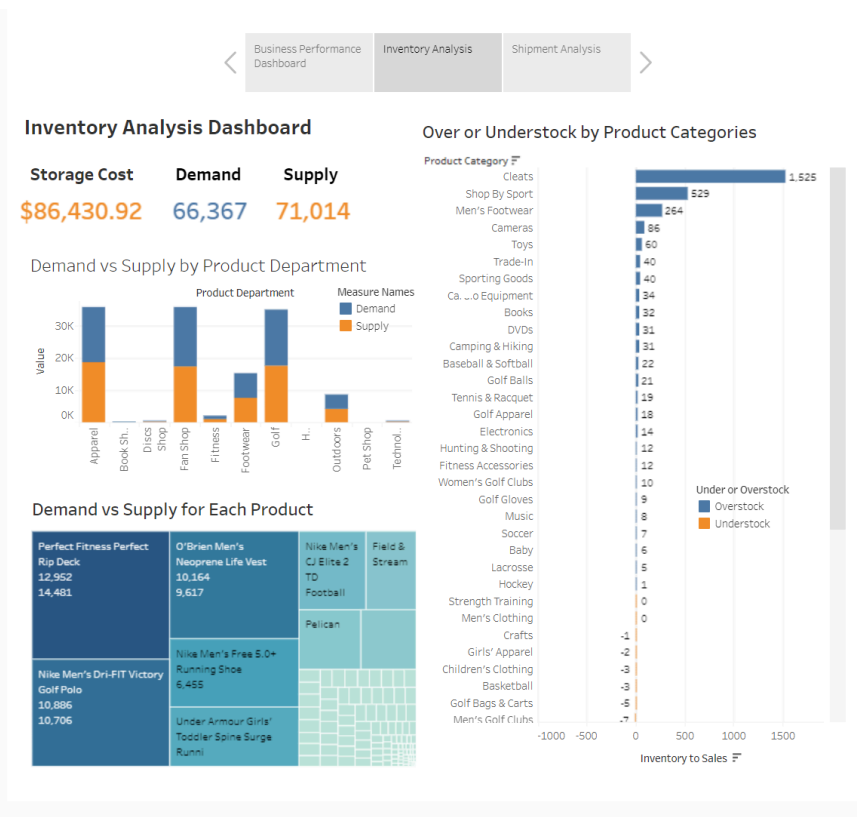 Business Performance
Dashboard
Inventory Analysis
Shipment Analysis
Inventory Analysis Dashboard
Storage Cost
Demand
Supply
$86,430.92
66,367
71,014
Demand vs Supply by Product Department
Product Department
Measure Names
Demand
Supply
Value
30K
20K
10K
0K
Apparel
Book Sh..
Discs
Shop
Fan Shop
Fitness
Footwear
Golf
H..
Outdoors
Pet Shop
Technol..
Demand vs Supply for Each Product
Perfect Fitness Perfect
Rip Deck
12,952
14,481
Nike Men's Dri-FIT Victory
Golf Polo
10,886
10,706
O'Brien Men's
Neoprene Life Vest
10,164
9,617
Nike Men's Free 5.0+
Running Shoe
6,455
Under Armour Girls'
Toddler Spine Surge
Runni
Nike Men's
CJ Elite 2
TD
Football
Field &
Stream
Pelican
Over or Understock by Product Categories
Product Category
Cleats 1,525
Shop By Sport 529
Men's Footwear 264
Cameras 86
Toys 60
Trade-In 40
Sporting Goods 40
Ca. ..o Equipment 34
Books 32
DVDs 31
Camping & Hiking 31
Baseball & Softball 22
Golf Balls 21
Tennis & Racquet 19
Golf Apparel 18
Electronics 14
Hunting & Shooting 12
Fitness Accessories 12
Women's Golf Clubs 10
Golf Gloves 9
Music 8
Soccer 7
Baby 6
Lacrosse 5
Hockey 1
Strength Training 0
Men's Clothing 0
Crafts -1
Girls' Apparel -2
Children's Clothing -3
Basketball -3
Golf Bags & Carts -5
Men's Golf Clubs -7
Under or Overstock
Overstock
Understock
-1000 -500 0 500 1000 1500
Inventory to Sales